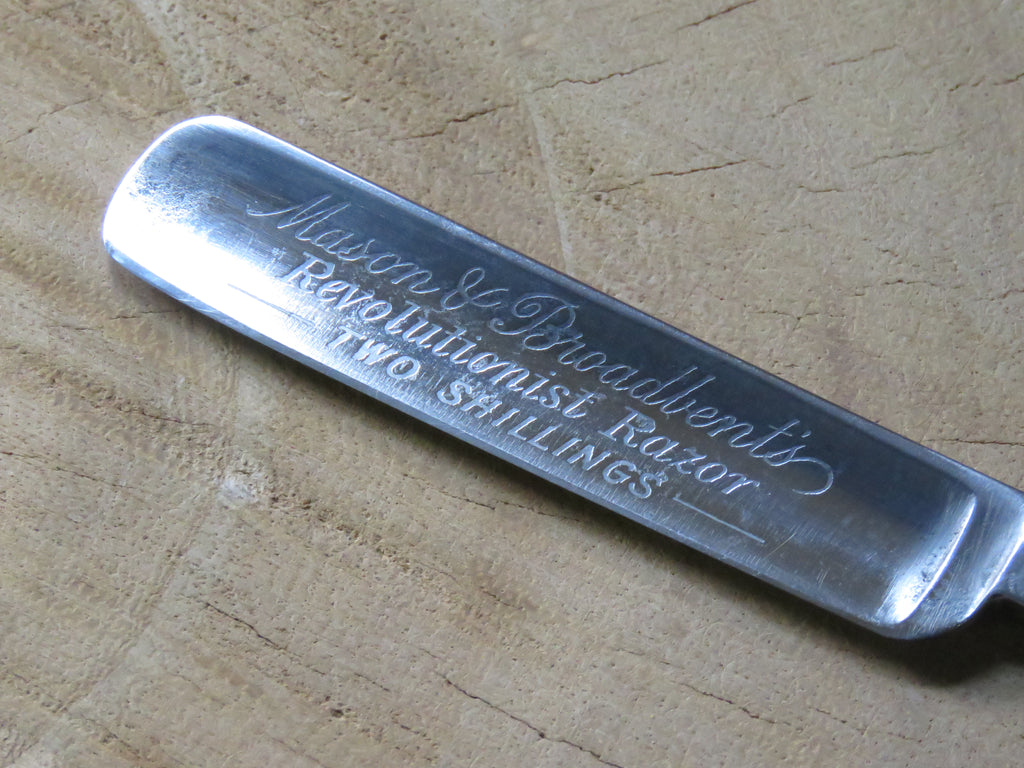 Mason & Broadbent's
Revolutionist Razor
TWO SHILLINGS